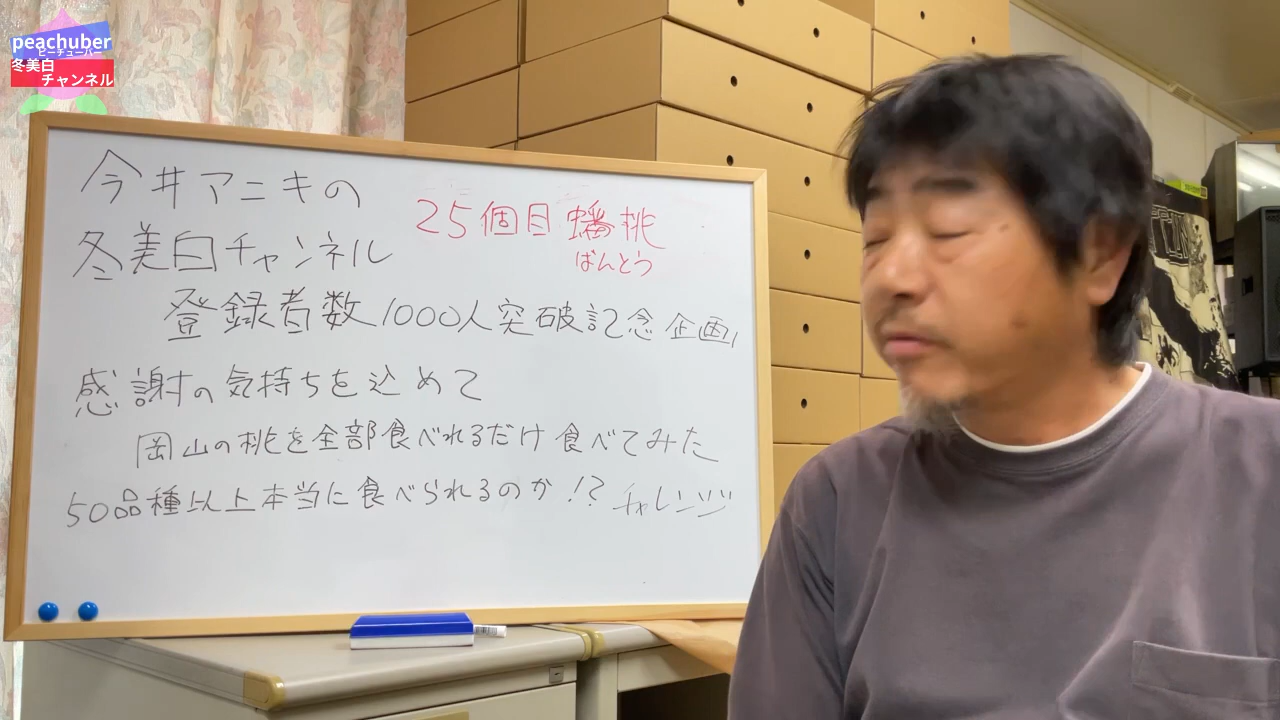 peachuber
ピーチューバー
冬美白
チャンネル
今井アニキの
冬美白チャンネル
25個目 蟠桃
ばんとう
登録者数1000人突破記念企画
感謝の気持ちを込めて
岡山の桃を全部食べれるだけ食べてみた
50品種以上本当に食べられるのか!?チャレンジ